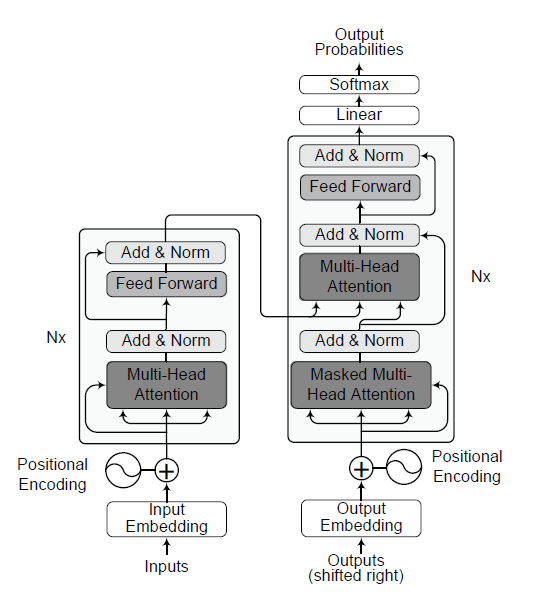 Output
Probabilities
Softmax
Linear
Add & Norm
Feed Forward
Add & Norm
Multi-Head
Attention
Nx
Add & Norm
Masked Multi-
Head Attention
Add & Norm
Feed Forward
Nx
Add & Norm
Multi-Head
Attention
Positional
Encoding
Positional
Encoding
Input
Embedding
Output
Embedding
Inputs
Outputs
(shifted right)